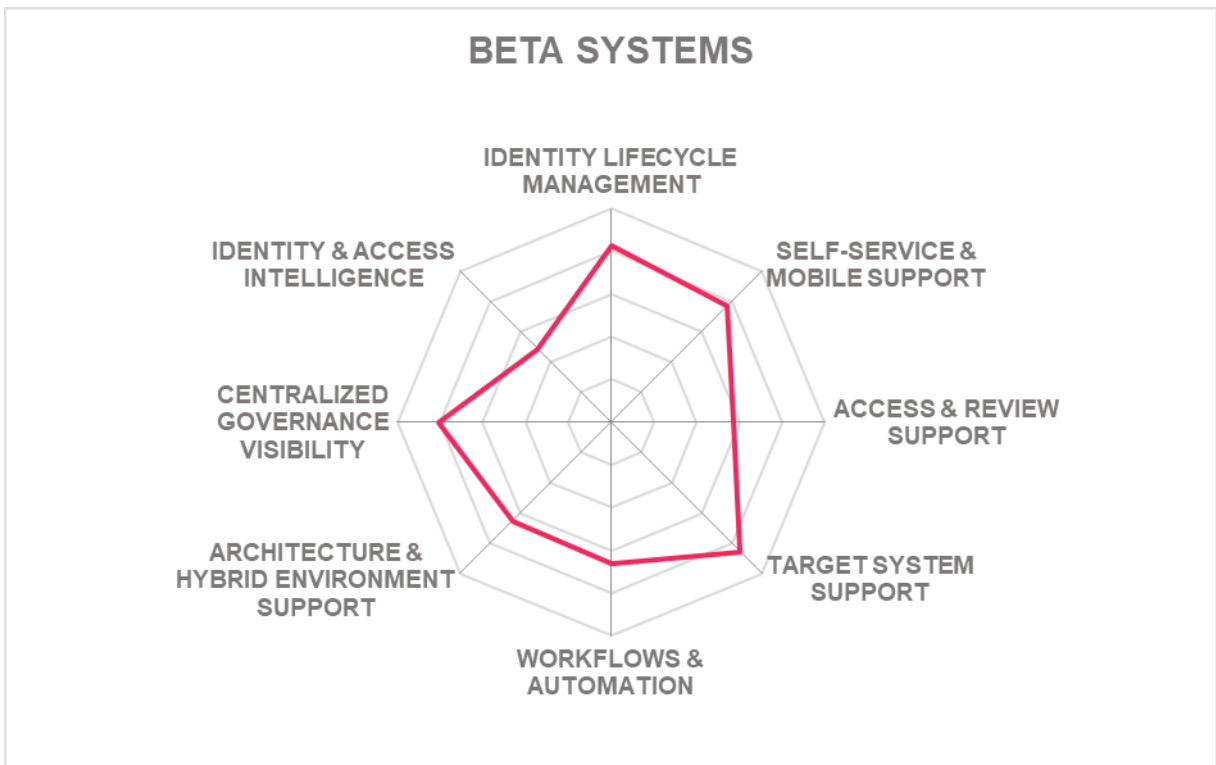 BETA SYSTEMS
IDENTITY LIFECYCLE
MANAGEMENT
SELF-SERVICE &
MOBILE SUPPORT
ACCESS & REVIEW
SUPPORT
TARGET SYSTEM
SUPPORT
WORKFLOWS &
AUTOMATION
ARCHITECTURE &
HYBRID ENVIRONMENT
SUPPORT
CENTRALIZED
GOVERNANCE
VISIBILITY
IDENTITY & ACCESS
INTELLIGENCE